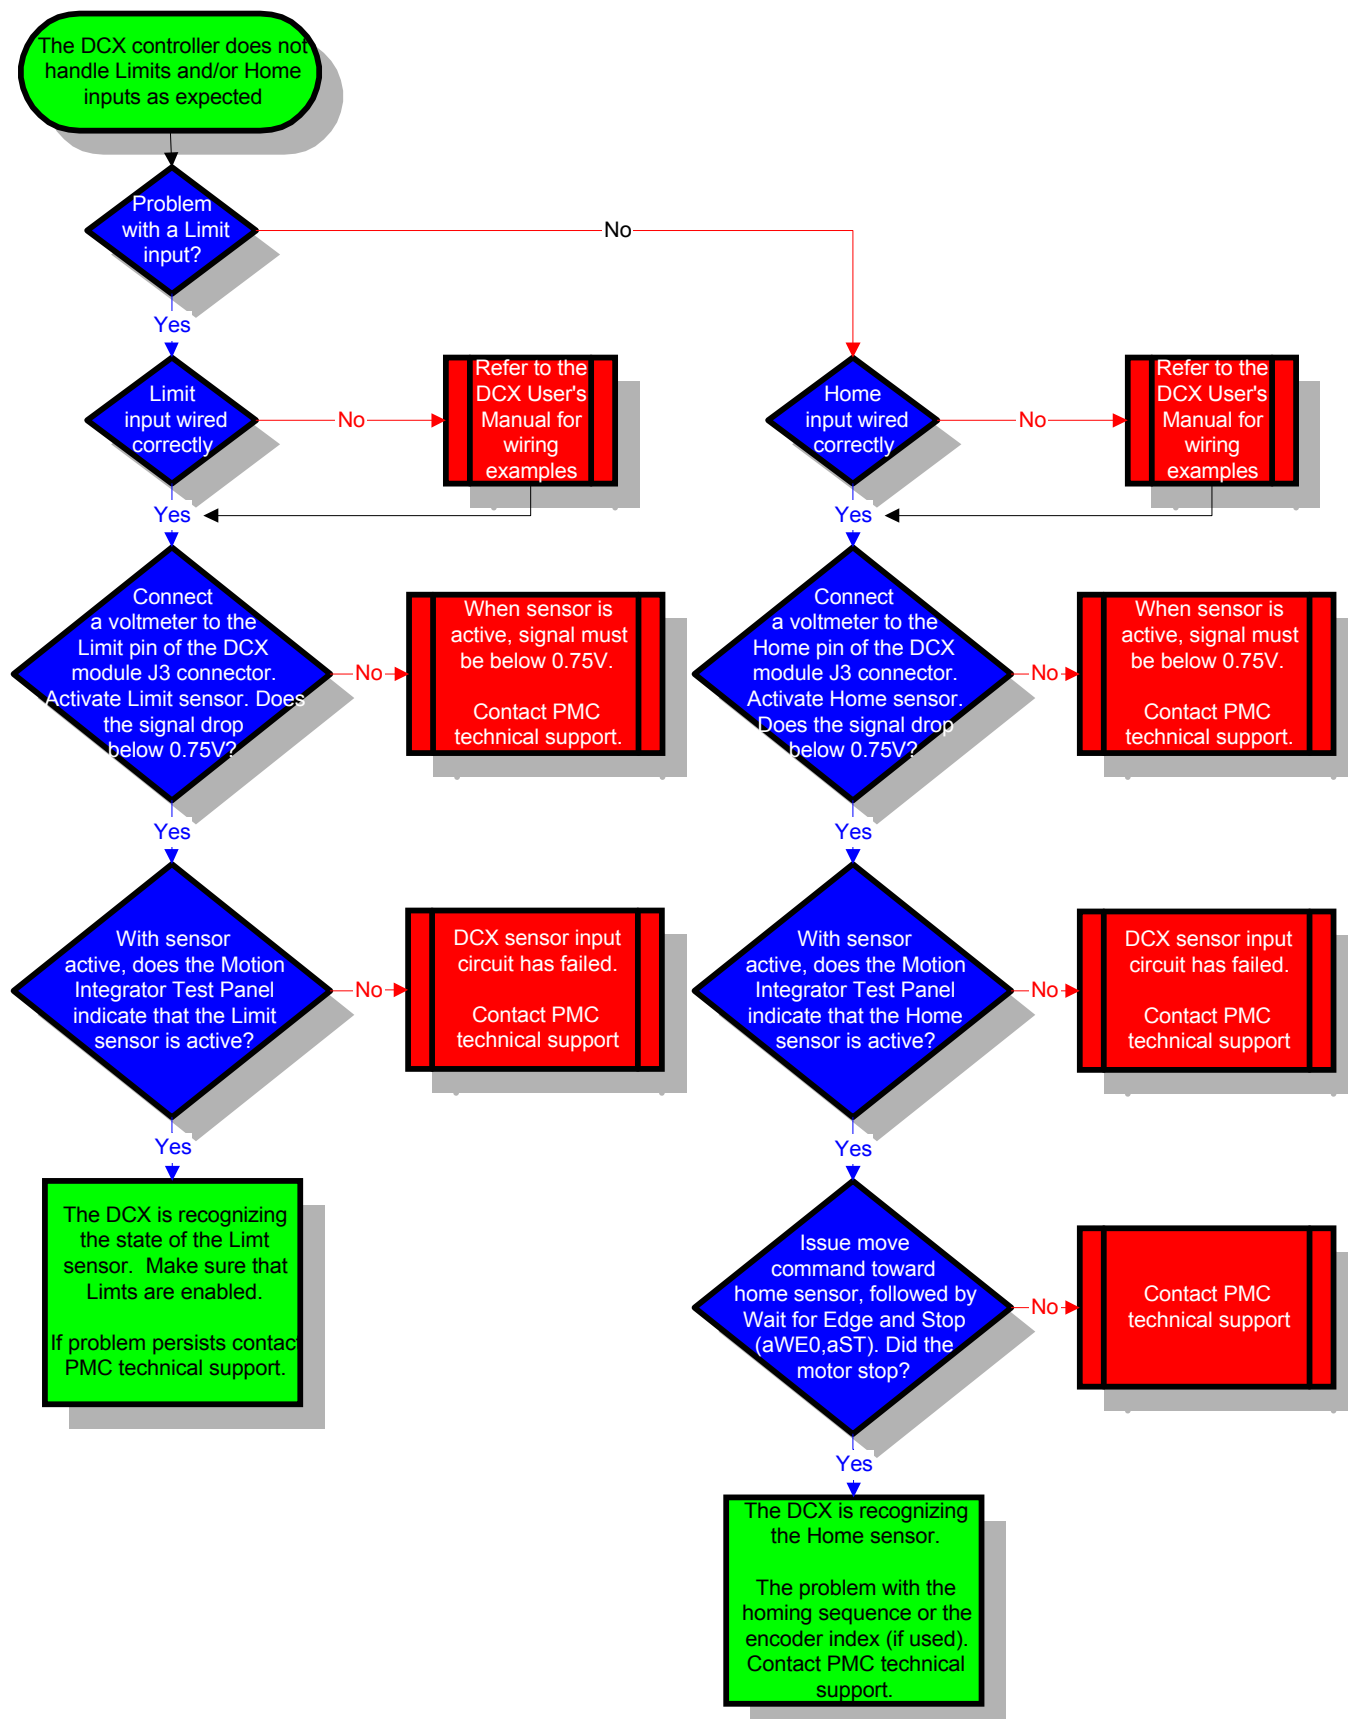 The DCX controller does not
handle Limits and/or Home
inputs as expected
Problem
with a Limit
input?
No
Yes
Limit
input wired
correctly
No
Refer to the
DCX User's
Manual for
wiring
examples
Home
input wired
correctly
No
Refer to the
DCX User's
Manual for
wiring
examples
Yes
Yes
Connect
a voltmeter to the
Limit pin of the DCX
module J3 connector.
Activate Limit sensor. Does
the signal drop
below 0.75V?
No
When sensor is
active, signal must
be below 0.75V.
Contact PMC
technical support.
Connect
a voltmeter to the
Home pin of the DCX
module J3 connector.
Activate Home sensor.
Does the signal drop
below 0.75V?
No
When sensor is
active, signal must
be below 0.75V.
Contact PMC
technical support.
Yes
Yes
With sensor
active, does the Motion
Integrator Test Panel
indicate that the Limit
sensor is active?
No
DCX sensor input
circuit has failed.
Contact PMC
technical support
With sensor
active, does the Motion
Integrator Test Panel
indicate that the Home
sensor is active?
No
DCX sensor input
circuit has failed.
Contact PMC
technical support
Yes
Yes
The DCX is recognizing
the state of the Limt
sensor.  Make sure that
Limts are enabled.
If problem persists contact
PMC technical support.
Issue move
command toward
home sensor, followed by
Wait for Edge and Stop
(aWE0,aST). Did the
motor stop?
No
Contact PMC
technical support
Yes
The DCX is recognizing
the Home sensor.
The problem with the
homing sequence or the
encoder index (if used).
Contact PMC technical
support.